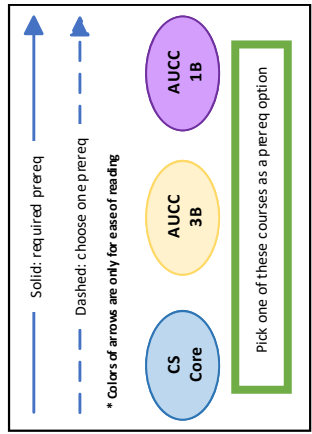 Solid: required prereq
Dashed: choose one prereq
* Colors of arrows are only for ease of reading
CS
Core
AUCC
3B
AUCC
1B
Pick one of these courses as a prereq option